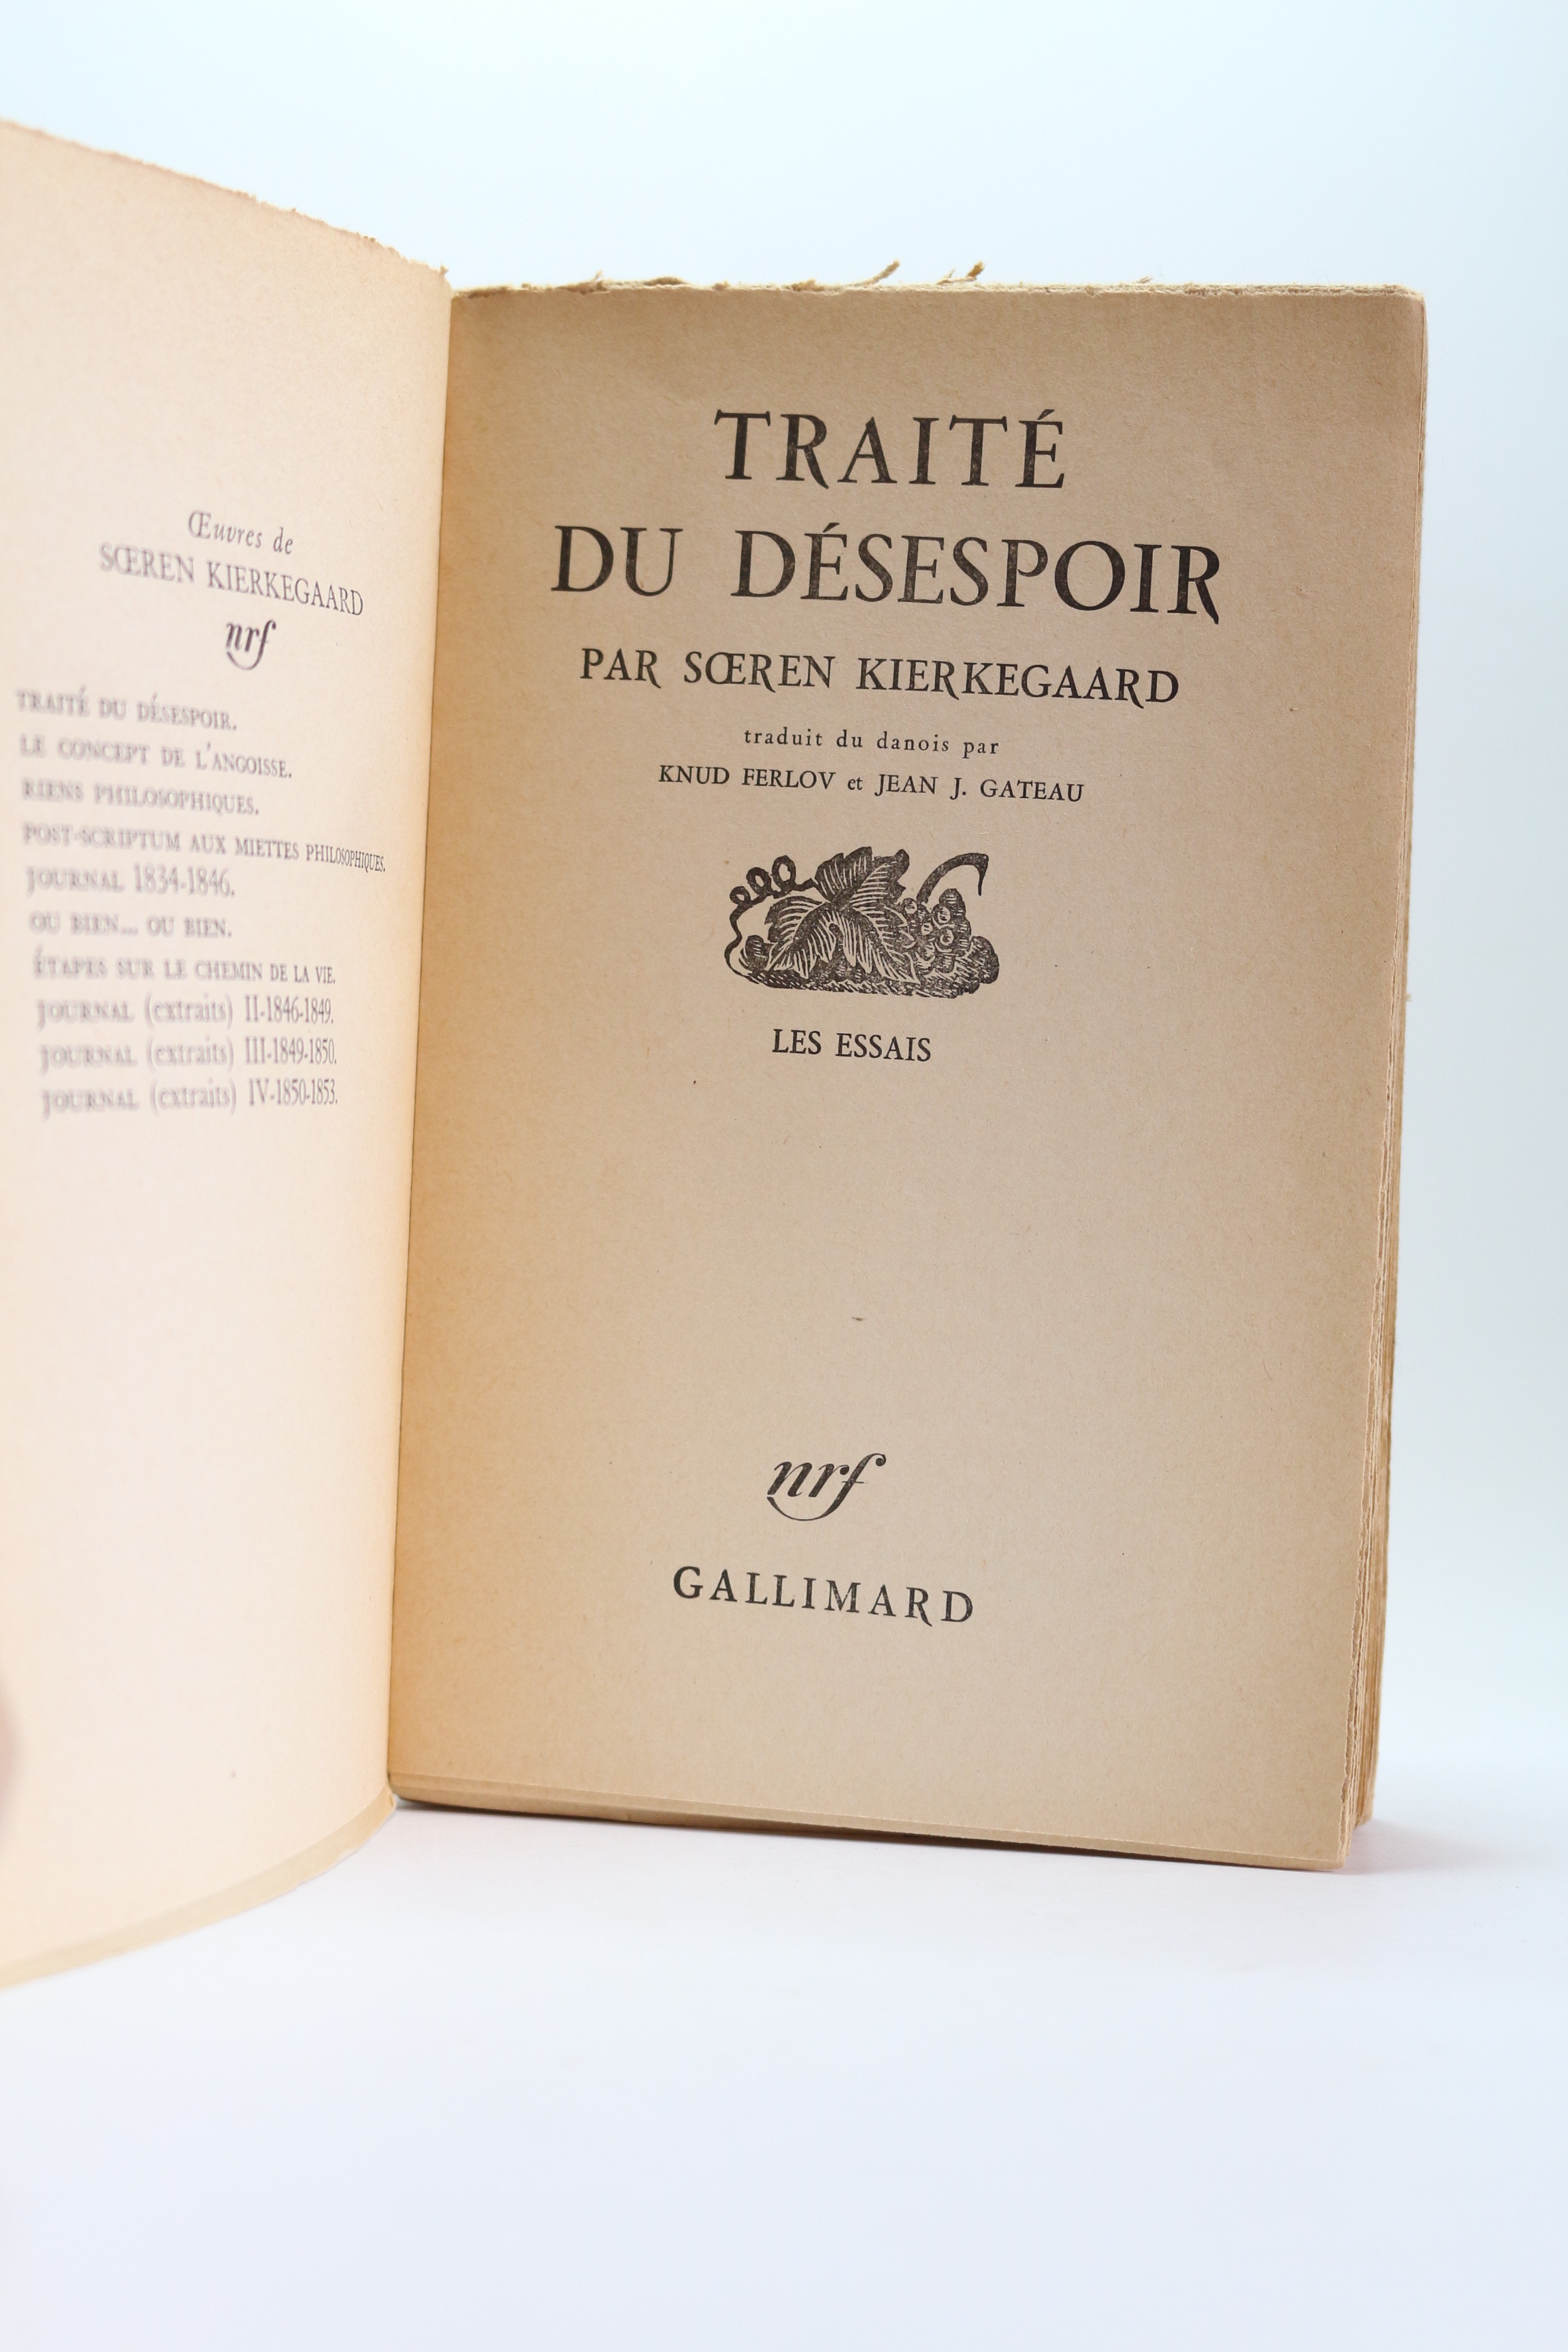 Œuvres de
SŒREN KIERKEGAARD
nrf
TRAITÉ DU DÉSESPOIR.
LE CONCEPT DE L'ANGOISSE.
RIENS PHILOSOPHIQUES.
POST-SCRIPTUM AUX MIETTES PHILOSOPHIQUES.
JOURNAL 1834-1846.
OU BIEN... OU BIEN.
ÉTAPES SUR LE CHEMIN DE LA VIE.
JOURNAL (extraits) II-1846-1849.
JOURNAL (extraits) III-1849-1850.
JOURNAL (extraits) IV-1850-1853.
TRAITÉ
DU DÉSESPOIR
PAR SŒREN KIERKEGAARD
traduit du danois par
KNUD FERLOV et JEAN J. GATEAU
LES ESSAIS
nrf
GALLIMARD